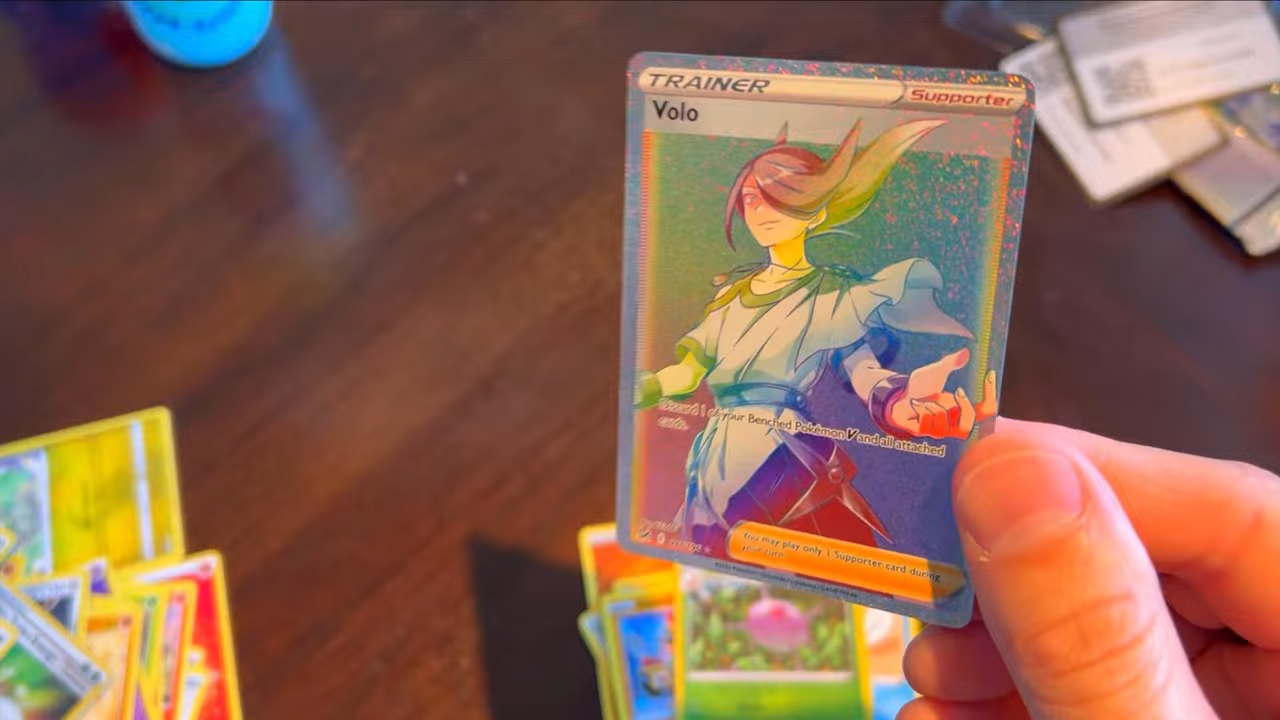 TRAINER
Supporter
Volo
Discard 1 of your Benched Pokémon V and all attached
cards.
You may play only 1 Supporter card during
your turn.